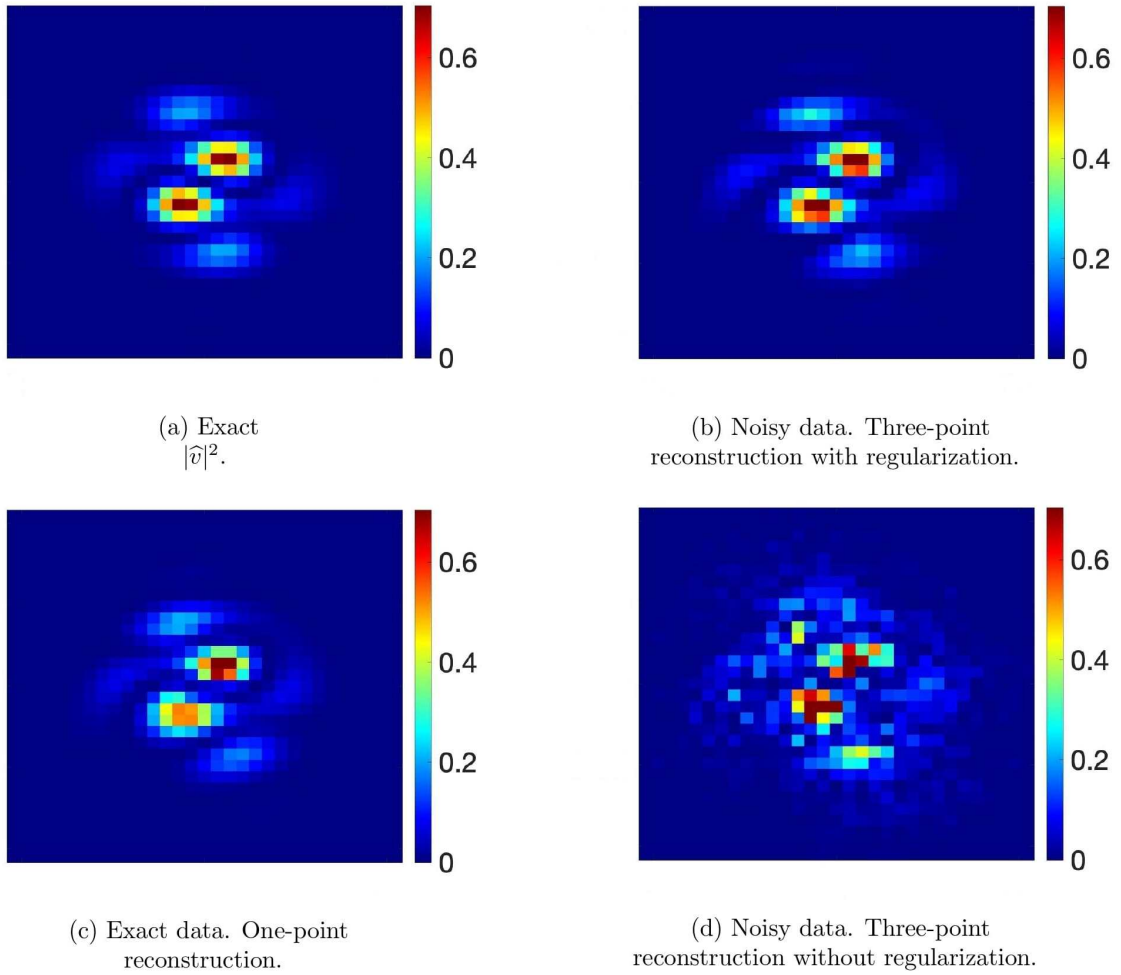 0.6
0.4
0.2
0
(a) Exact
|v̂|².
0.6
0.4
0.2
0
(b) Noisy data. Three-point
reconstruction with regularization.
0.6
0.4
0.2
0
(c) Exact data. One-point
reconstruction.
0.6
0.4
0.2
0
(d) Noisy data. Three-point
reconstruction without regularization.